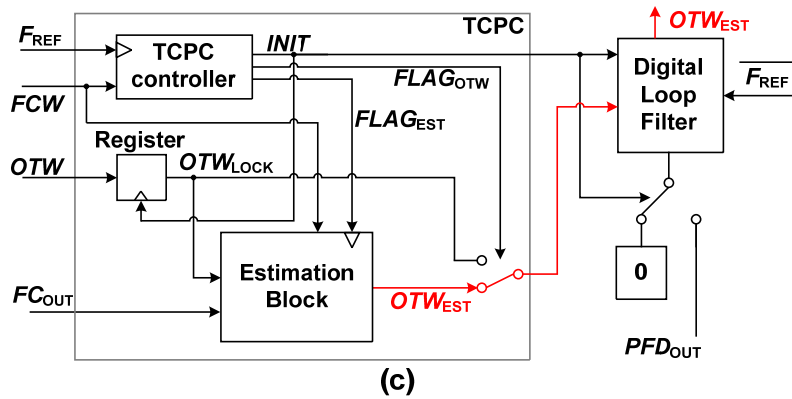 TCPC
OTW_EST
F_REF
TCPC
controller
INIT
FLAG_OTW
Digital
Loop
Filter
F_REF
FCW
FLAG_EST
Register
OTW
OTW_LOCK
Estimation
Block
OTW_EST
0
FC_OUT
PFD_OUT
(c)